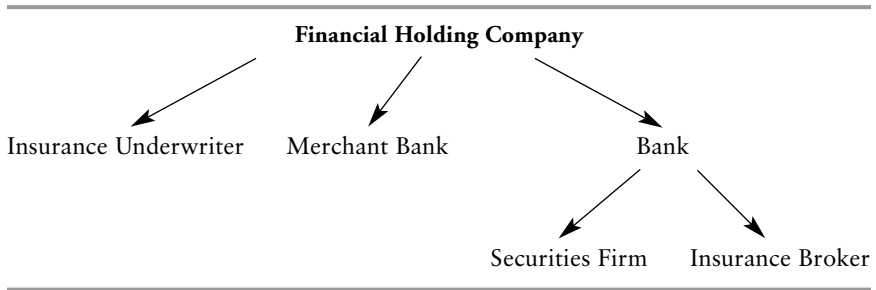 Financial Holding Company
Insurance Underwriter Merchant Bank Bank
Securities Firm Insurance Broker